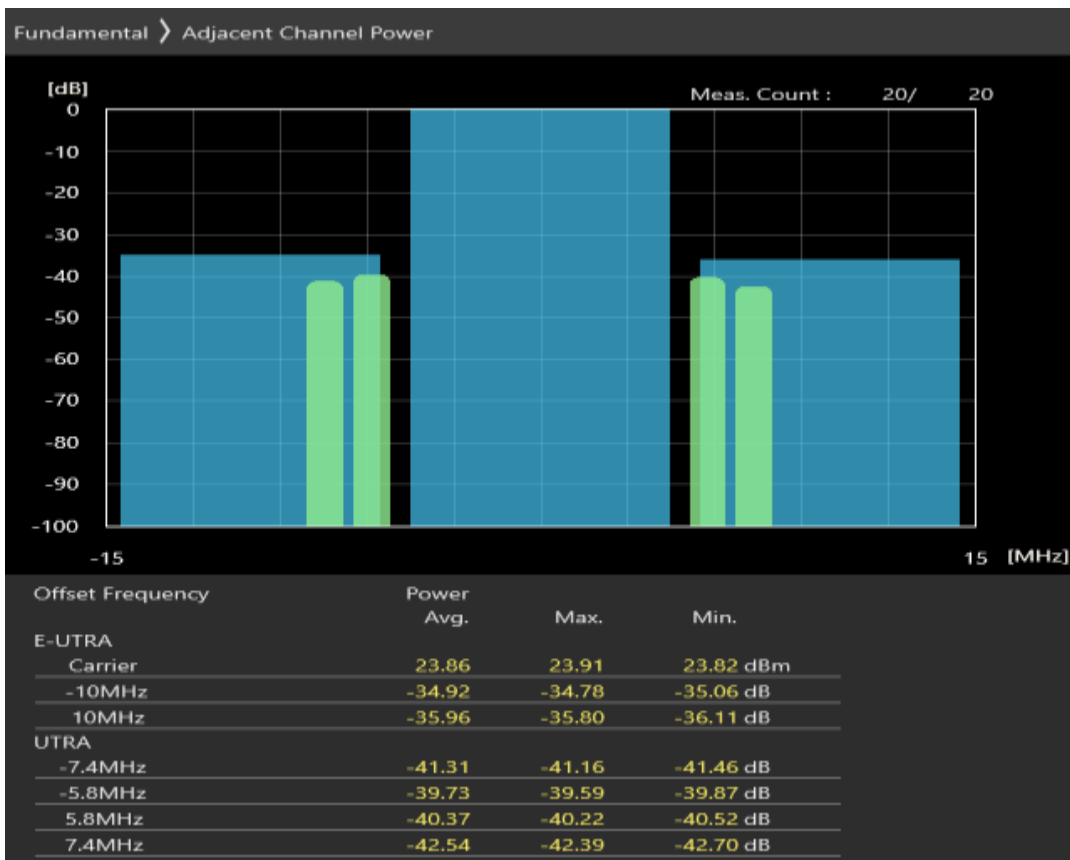 Fundamental 〉 Adjacent Channel Power
[dB]
Meas. Count : 20/ 20
0
-10
-20
-30
-40
-50
-60
-70
-80
-90
-100
-15 15 [MHz]
Offset Frequency Power
Avg. Max. Min.
E-UTRA
Carrier 23.86 23.91 23.82 dBm
-10MHz -34.92 -34.78 -35.06 dB
10MHz -35.96 -35.80 -36.11 dB
UTRA
-7.4MHz -41.31 -41.16 -41.46 dB
-5.8MHz -39.73 -39.59 -39.87 dB
5.8MHz -40.37 -40.22 -40.52 dB
7.4MHz -42.54 -42.39 -42.70 dB